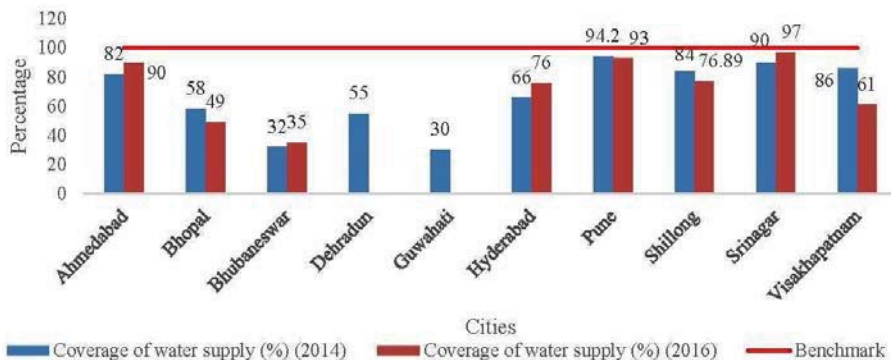 120
100
80
60
40
20
0
Percentage
82
90
58
49
32
35
55
30
66
76
94.2
93
84
76.89
90
97
86
61
Ahmedabad
Bhopal
Bhubaneswar
Dehradun
Guwahati
Hyderabad
Pune
Shillong
Srinagar
Visakhapatnam
Cities
Coverage of water supply (%) (2014)
Coverage of water supply (%) (2016)
Benchmark